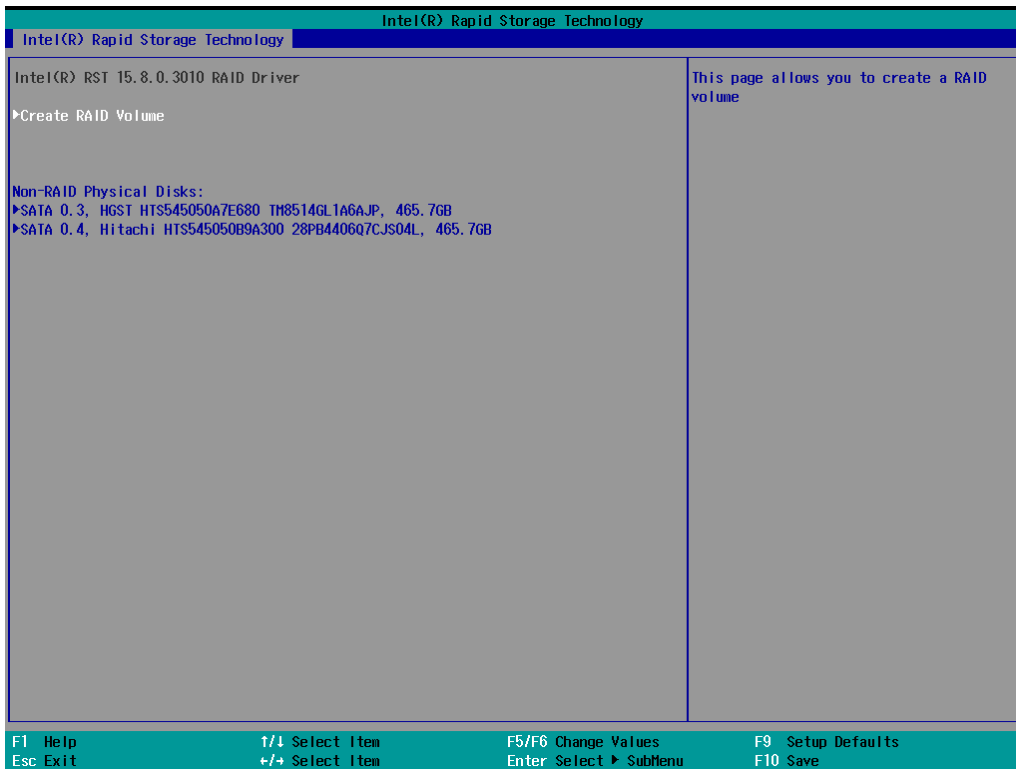 Intel(R) Rapid Storage Technology
Intel(R) Rapid Storage Technology
Intel(R) RST 15.8.0.3010 RAID Driver
▶Create RAID Volume
Non-RAID Physical Disks:
▶SATA 0.3, HGST HTS545050A7E680 TM8514GL1A6AJP, 465.7GB
▶SATA 0.4, Hitachi HTS545050B9A300 28PB4406Q7CJS04L, 465.7GB
This page allows you to create a RAID
volume
F1 Help ↑/↓ Select Item F5/F6 Change Values F9 Setup Defaults
Esc Exit ←/→ Select Item Enter Select ▶ SubMenu F10 Save